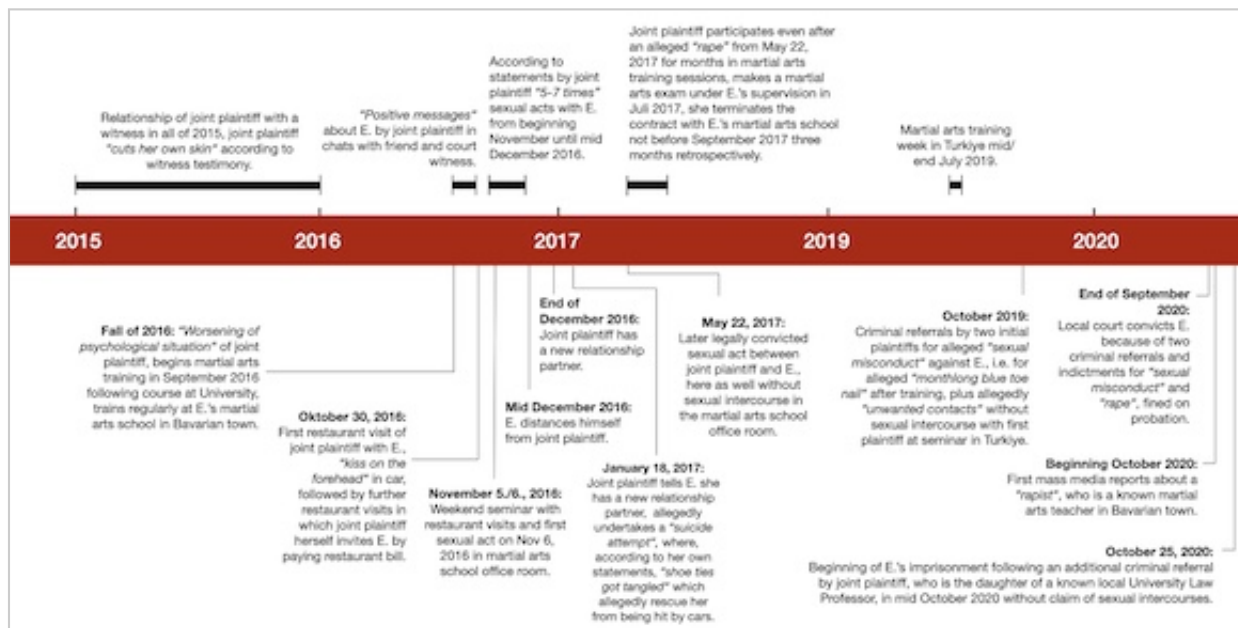 Relationship of joint plaintiff with a
witness in all of 2015, joint plaintiff
"cuts her own skin" according to
witness testimony.
"Positive messages"
about E. by joint plaintiff in
chats with friend and court
witness.
According to
statements by joint
plaintiff "5-7 times"
sexual acts with E.
from beginning
November until mid
December 2016.
Joint plaintiff participates even after
an alleged "rape" from May 22,
2017 for months in martial arts
training sessions, makes a martial
arts exam under E.'s supervision in
Juli 2017, she terminates the
contract with E.'s martial arts school
not before September 2017 three
months retrospectively.
Martial arts training
week in Turkiye mid/
end July 2019.
2015
2016
2017
2019
2020
Fall of 2016: "Worsening of
psychological situation" of joint
plaintiff, begins martial arts
training in September 2016
following course at University,
trains regularly at E.'s martial
arts school in Bavarian town.
Oktober 30, 2016:
First restaurant visit of
joint plaintiff with E.,
"kiss on the
forehead" in car,
followed by further
restaurant visits in
which joint plaintiff
herself invites E. by
paying restaurant bill.
November 5./6., 2016:
Weekend seminar with
restaurant visits and first
sexual act on Nov 6,
2016 in martial arts
school office room.
Mid December 2016:
E. distances himself
from joint plaintiff.
End of
December 2016:
Joint plaintiff has
a new relationship
partner.
January 18, 2017:
Joint plaintiff tells E. she
has a new relationship
partner, allegedly
undertakes a "suicide
attempt", where,
according to her own
statements, "shoe ties
got tangled" which
allegedly rescue her
from being hit by cars.
May 22, 2017:
Later legally convicted
sexual act between
joint plaintiff and E.,
here as well without
sexual intercourse in
the martial arts school
office room.
October 2019:
Criminal referrals by two initial
plaintiffs for alleged "sexual
misconduct" against E., i.e. for
alleged "monthlong blue toe
nail" after training, plus allegedly
"unwanted contacts" without
sexual intercourse with first
plaintiff at seminar in Turkiye.
End of September
2020:
Local court convicts E.
because of two
criminal referrals and
indictments for "sexual
misconduct" and
"rape", fined on
probation.
Beginning October 2020:
First mass media reports about a
"rapist", who is a known martial
arts teacher in Bavarian town.
October 25, 2020:
Beginning of E.'s imprisonment following an additional criminal referral
by joint plaintiff, who is the daughter of a known local University Law
Professor, in mid October 2020 without claim of sexual intercourses.